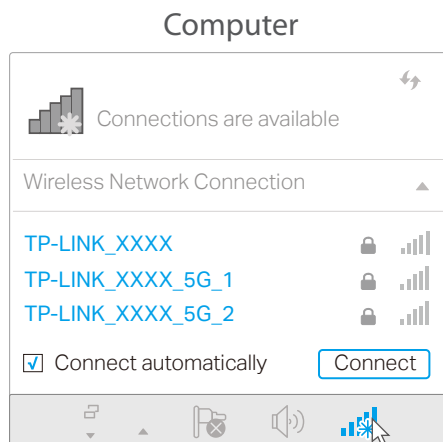 Computer
Connections are available
Wireless Network Connection
TP-LINK_XXXX
TP-LINK_XXXX_5G_1
TP-LINK_XXXX_5G_2
Connect automatically Connect